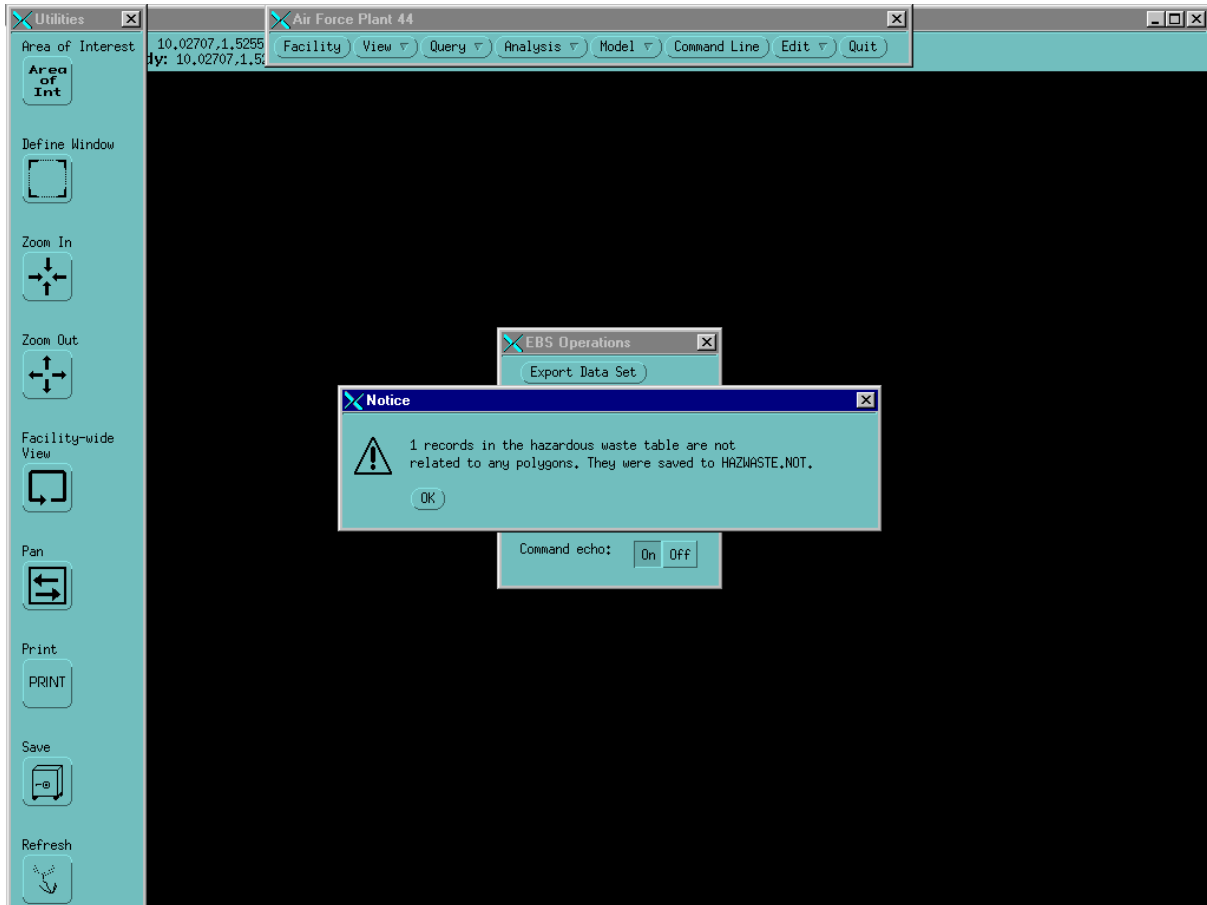 Utilities
Area of Interest
Area
of
Int
Define Window
Zoom In
Zoom Out
Facility-wide
View
Pan
Print
PRINT
Save
Refresh
10.02707,1.5255
dy: 10.02707,1.52
Air Force Plant 44
Facility View Query Analysis Model Command Line Edit Quit
EBS Operations
Export Data Set
Notice
1 records in the hazardous waste table are not
related to any polygons. They were saved to HAZWASTE.NOT.
OK
Command echo: On Off